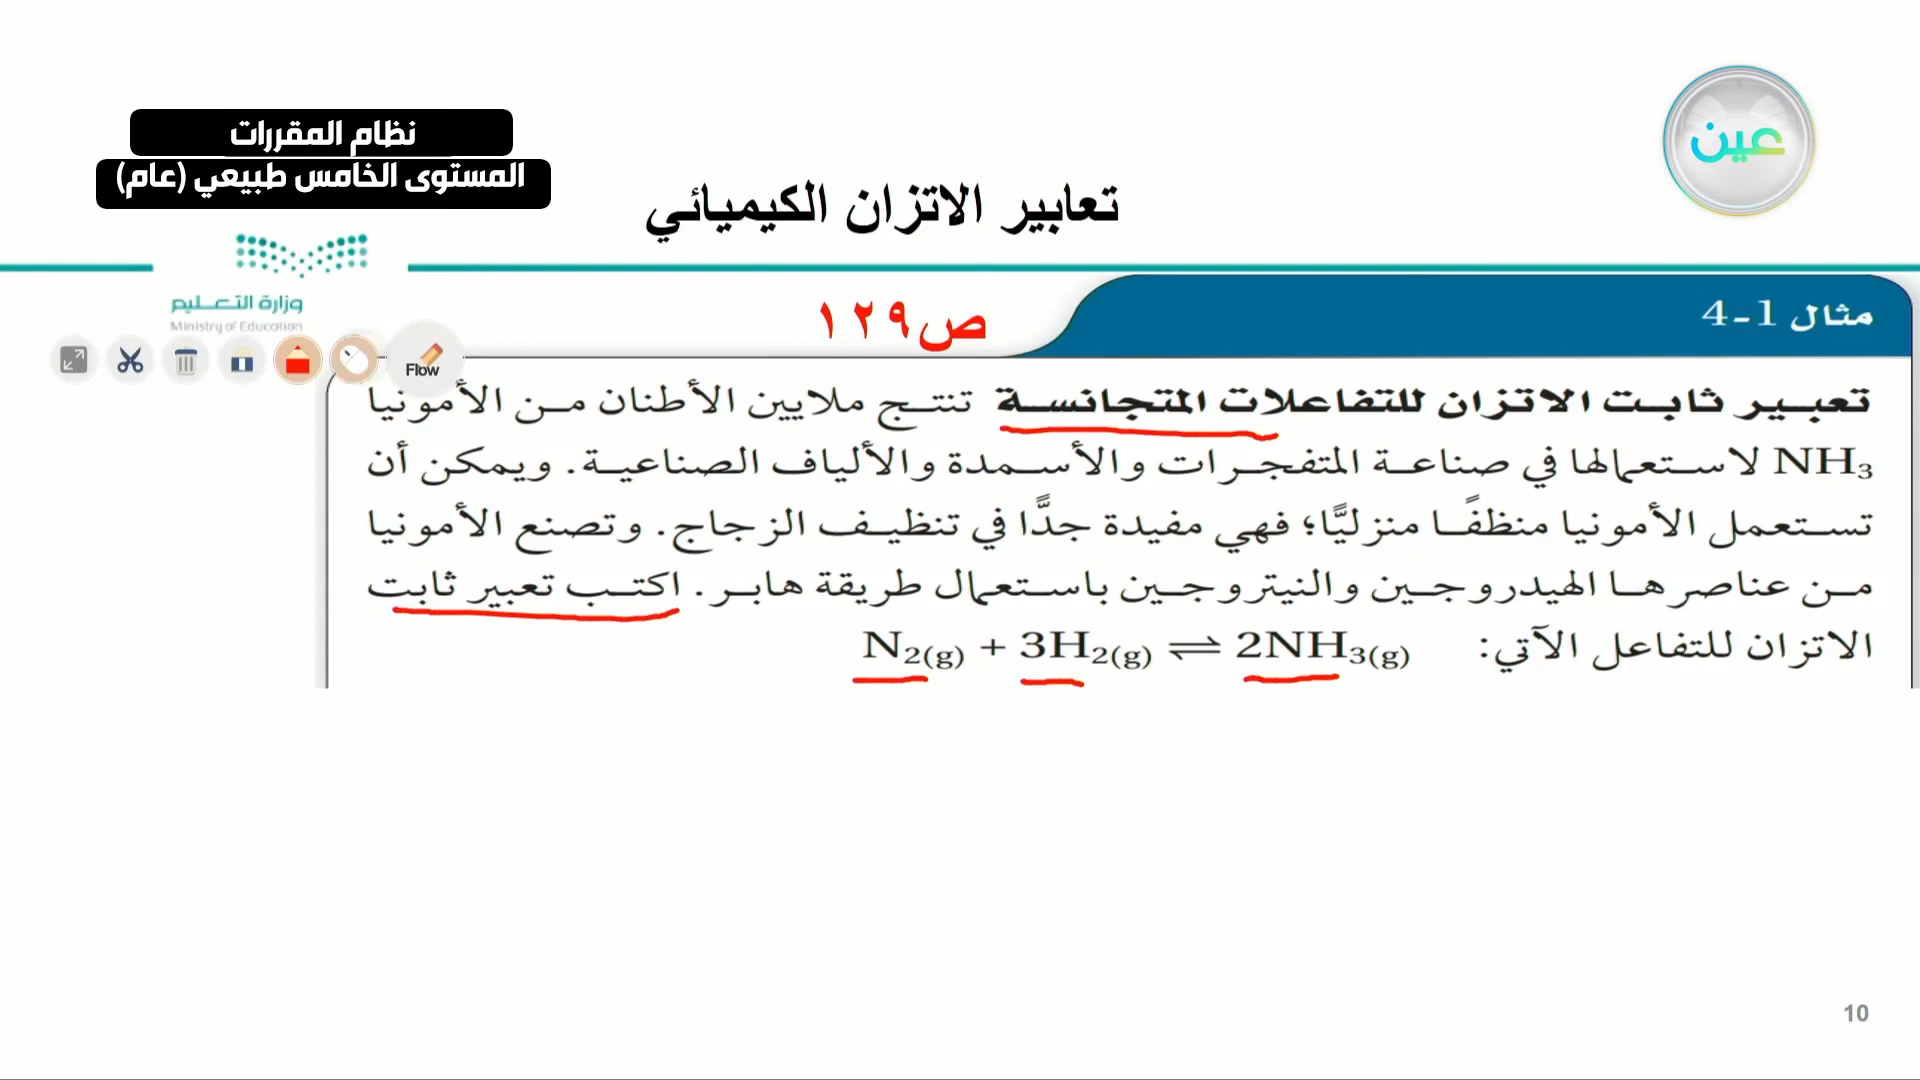 نظام المقررات
المستوى الخامس طبيعي (عام)
عين
تعابير الاتزان الكيميائي
وزارة التعليم
Ministry of Education
ص١٢٩
مثال 1-4
Flow
تعبير ثابت الاتزان للتفاعلات المتجانسة تنتج ملايين الأطنان من الأمونيا
NH₃ لاستعمالها في صناعة المتفجرات والأسمدة والألياف الصناعية. ويمكن أن
تستعمل الأمونيا منظفًا منزليًّا؛ فهي مفيدة جدًّا في تنظيف الزجاج. وتصنع الأمونيا
من عناصرها الهيدروجين والنيتروجين باستعمال طريقة هابر. اكتب تعبير ثابت
الاتزان للتفاعل الآتي: N₂(g) + 3H₂(g) ⇌ 2NH₃(g)
10